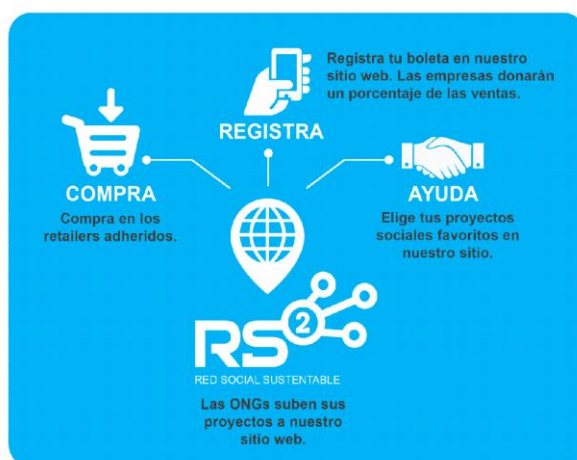 Registra tu boleta en nuestro
sitio web. Las empresas donarán
un porcentaje de las ventas.
REGISTRA
COMPRA
Compra en los
retailers adheridos.
AYUDA
Elige tus proyectos
sociales favoritos en
nuestro sitio.
RS2
RED SOCIAL SUSTENTABLE
Las ONGs suben sus
proyectos a nuestro
sitio web.